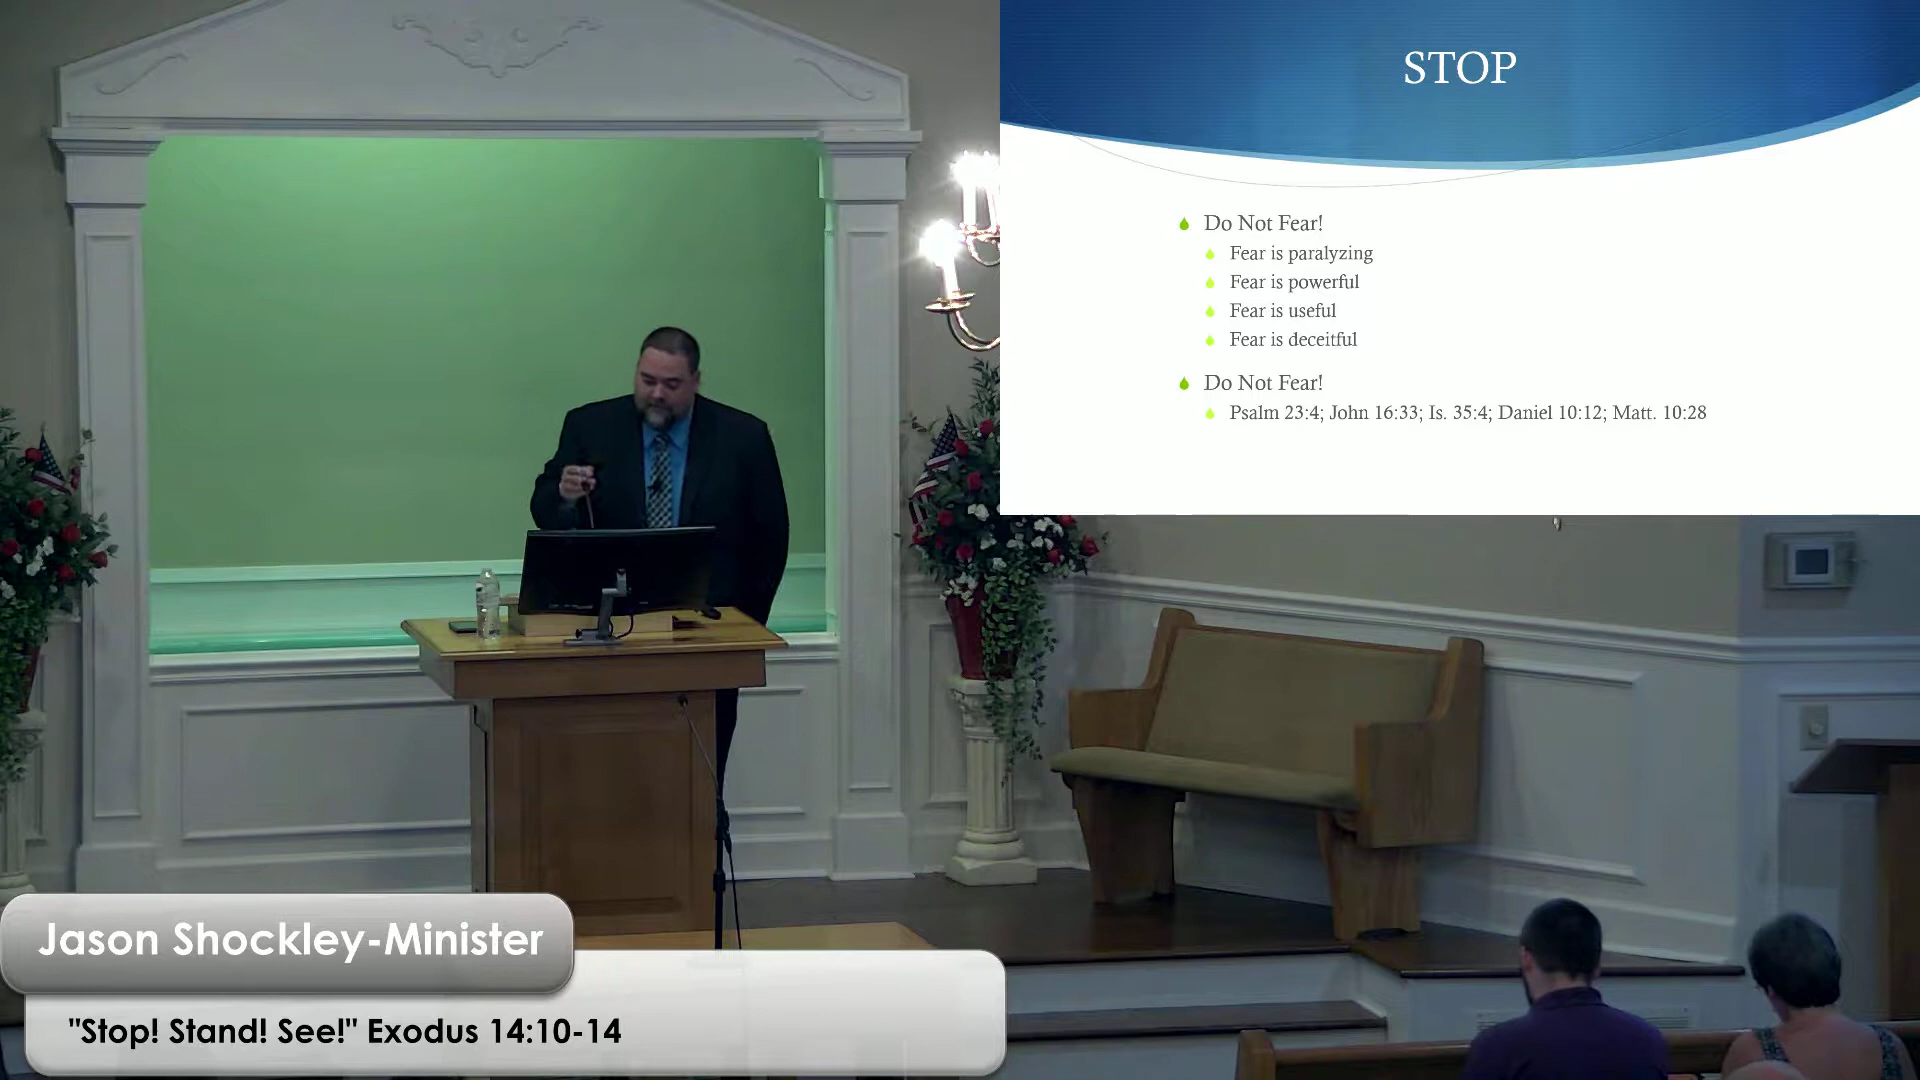 STOP
Do Not Fear!
Fear is paralyzing
Fear is powerful
Fear is useful
Fear is deceitful
Do Not Fear!
Psalm 23:4; John 16:33; Is. 35:4; Daniel 10:12; Matt. 10:28
Jason Shockley-Minister
"Stop! Stand! See!" Exodus 14:10-14